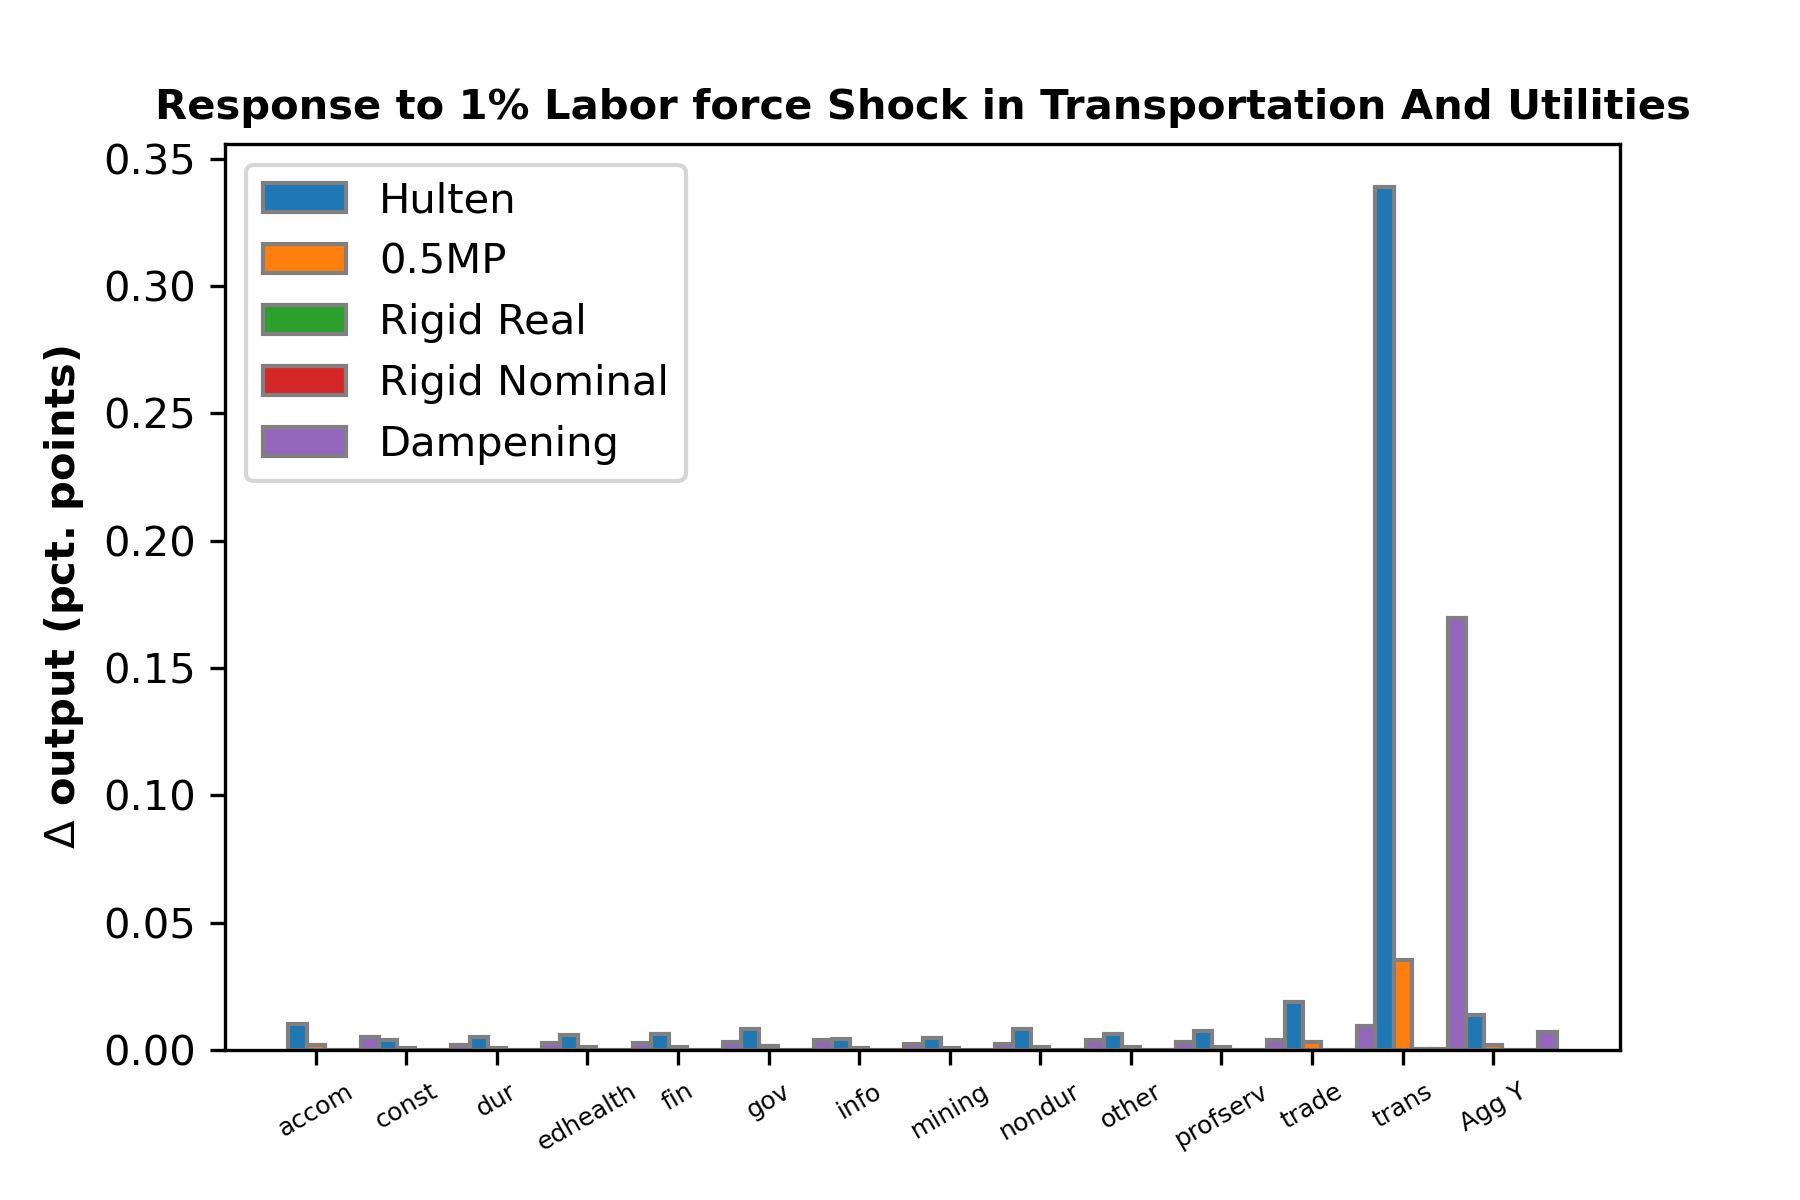 Response to 1% Labor force Shock in Transportation And Utilities
Δ output (pct. points)
0.35
0.30
0.25
0.20
0.15
0.10
0.05
0.00
Hulten
0.5MP
Rigid Real
Rigid Nominal
Dampening
accom
const
dur
edhealth
fin
gov
info
mining
nondur
other
profserv
trade
trans
Agg Y